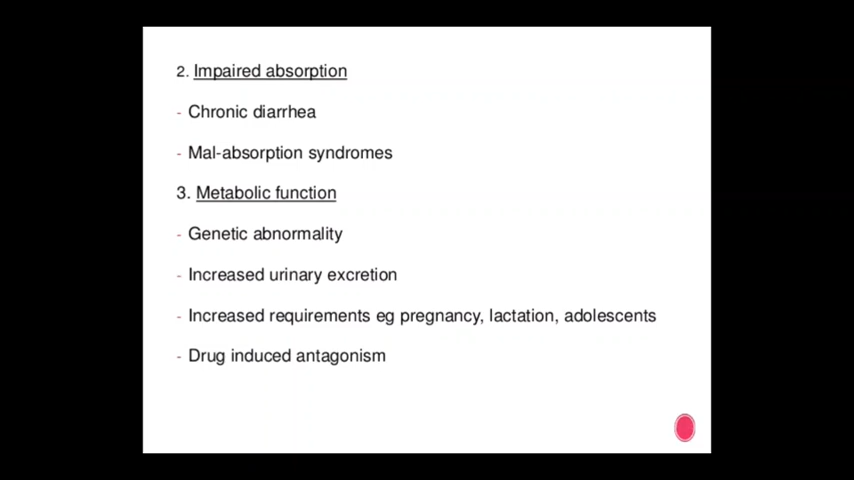 2. Impaired absorption
- Chronic diarrhea
- Mal-absorption syndromes
3. Metabolic function
- Genetic abnormality
- Increased urinary excretion
- Increased requirements eg pregnancy, lactation, adolescents
- Drug induced antagonism